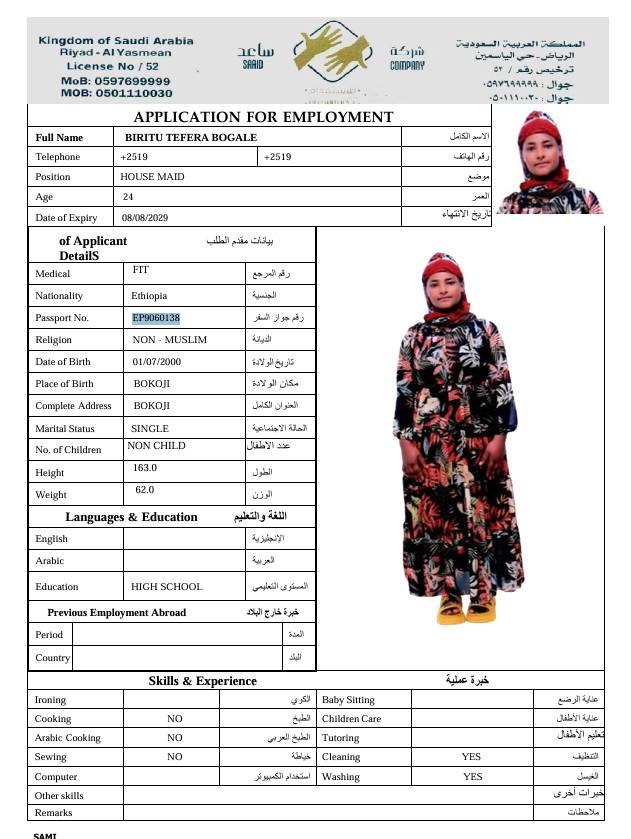 Kingdom of Saudi Arabia
Riyad - Al Yasmean
License No / 52
MoB: 0597699999
MOB: 0501110030
ساعد
SAAID
شركة
COMPANY
المملكة العربية السعودية
الرياض-حي الياسمين
ترخيص رقم / ٥٢
جوال : ٠٥٩٧٦٩٩٩٩٩
جوال : ٠٥٠١١١٠٠٣٠
APPLICATION FOR EMPLOYMENT
Full Name BIRITU TEFERA BOGALE الاسم الكامل
Telephone +2519 +2519 رقم الهاتف
Position HOUSE MAID موضع
Age 24 العمر
Date of Expiry 08/08/2029 تاريخ الانتهاء
of Applicant بيانات مقدم الطلب
DetailS
Medical FIT رقم المرجع
Nationality Ethiopia الجنسية
Passport No. EP9060138 رقم جواز السفر
Religion NON - MUSLIM الديانة
Date of Birth 01/07/2000 تاريخ الولادة
Place of Birth BOKOJI مكان الولادة
Complete Address BOKOJI العنوان الكامل
Marital Status SINGLE الحالة الاجتماعية
No. of Children NON CHILD عدد الاطفال
Height 163.0 الطول
Weight 62.0 الوزن
Languages & Education اللغة والتعليم
English الإنجليزية
Arabic العربية
Education HIGH SCHOOL المستوى التعليمي
Previous Employment Abroad خبرة خارج البلاد
Period المدة
Country البلد
Skills & Experience خبرة عملية
Ironing الكوي Baby Sitting عناية الرضع
Cooking NO الطبخ Children Care عناية الأطفال
Arabic Cooking NO الطبخ العربي Tutoring تعليم الأطفال
Sewing NO خياطة Cleaning YES التنظيف
Computer استخدام الكمبيوتر Washing YES الغيسل
Other skills خبرات أخرى
Remarks ملاحظات
SAMI